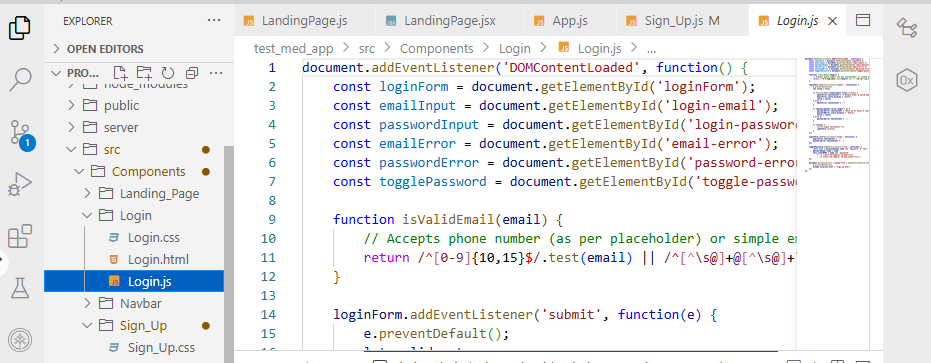 EXPLORER
LandingPage.js
LandingPage.jsx
App.js
Sign_Up.js M
Login.js
OPEN EDITORS
test_med_app > src > Components > Login > Login.js > ...
PRO...
node_modules
public
server
src
Components
Landing_Page
Login
Login.css
Login.html
Login.js
Navbar
Sign_Up
Sign_Up.css
1
1 document.addEventListener('DOMContentLoaded', function() {
2 const loginForm = document.getElementById('loginForm');
3 const emailInput = document.getElementById('login-email');
4 const passwordInput = document.getElementById('login-password
5 const emailError = document.getElementById('email-error');
6 const passwordError = document.getElementById('password-error
7 const togglePassword = document.getElementById('toggle-passwo
8
9 function isValidEmail(email) {
10 // Accepts phone number (as per placeholder) or simple em
11 return /^[0-9]{10,15}$/.test(email) || /^[^\s@]+@[^\s@]+
12 }
13
14 loginForm.addEventListener('submit', function(e) {
15 e.preventDefault();